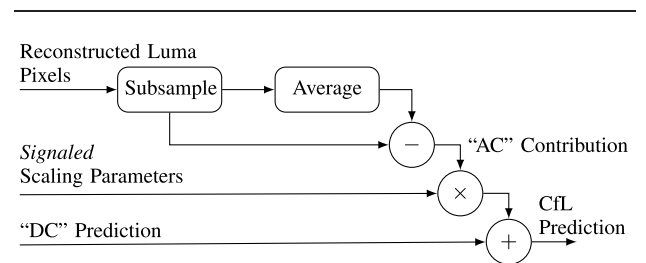 Reconstructed Luma
Pixels
Subsample
Average
−
“AC” Contribution
Signaled
Scaling Parameters
×
CfL
Prediction
“DC” Prediction
+